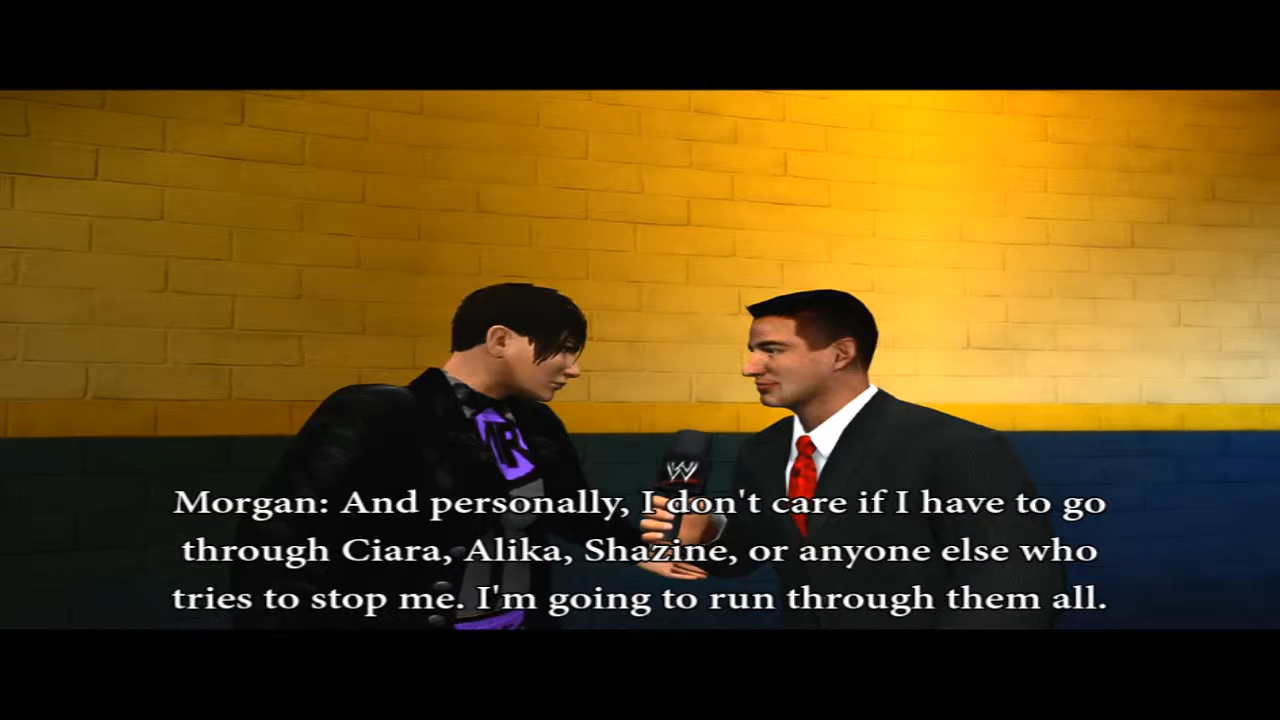 MR
W
Morgan: And personally, I don't care if I have to go
through Ciara, Alika, Shazine, or anyone else who
tries to stop me. I'm going to run through them all.